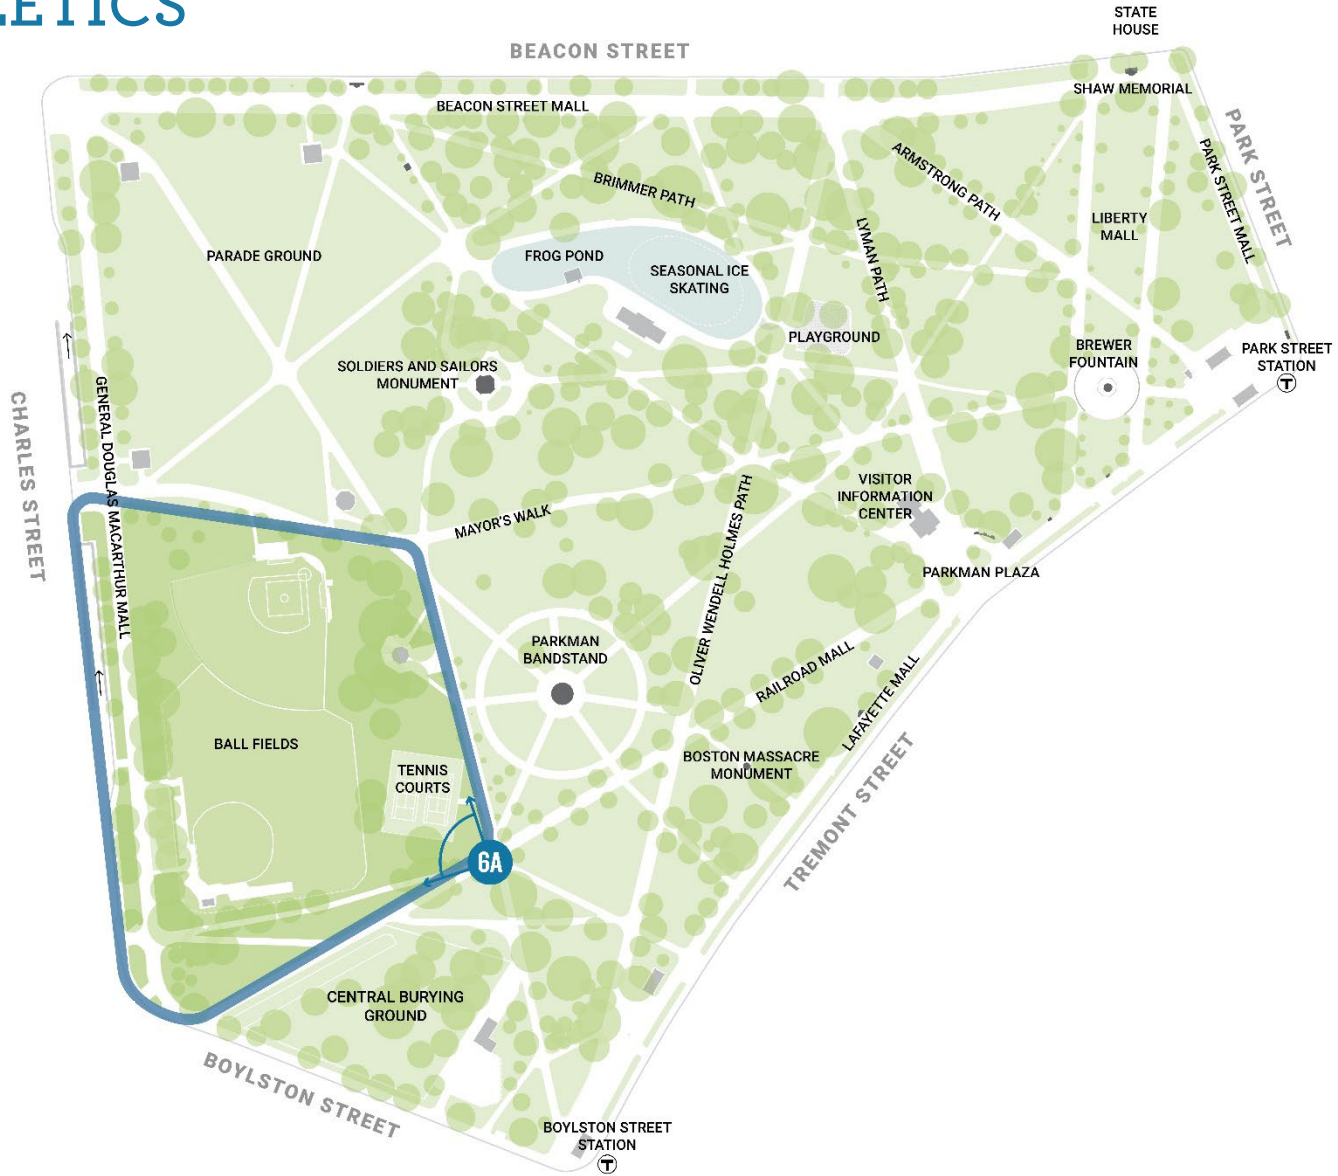 LETICS
STATE
HOUSE
BEACON STREET
SHAW MEMORIAL
BEACON STREET MALL
PARK STREET
PARK STREET MALL
ARMSTRONG PATH
BRIMMER PATH
LIBERTY
MALL
LYMAN PATH
PARADE GROUND
FROG POND
SEASONAL ICE
SKATING
PLAYGROUND
BREWER
FOUNTAIN
PARK STREET
STATION
T
SOLDIERS AND SAILORS
MONUMENT
CHARLES STREET
GENERAL DOUGLAS MACARTHUR MALL
VISITOR
INFORMATION
CENTER
MAYOR'S WALK
OLIVER WENDELL HOLMES PATH
PARKMAN PLAZA
PARKMAN
BANDSTAND
RAILROAD MALL
LAFAYETTE MALL
BALL FIELDS
TENNIS
COURTS
BOSTON MASSACRE
MONUMENT
TREMONT STREET
6A
CENTRAL BURYING
GROUND
BOYLSTON STREET
BOYLSTON STREET
STATION
T